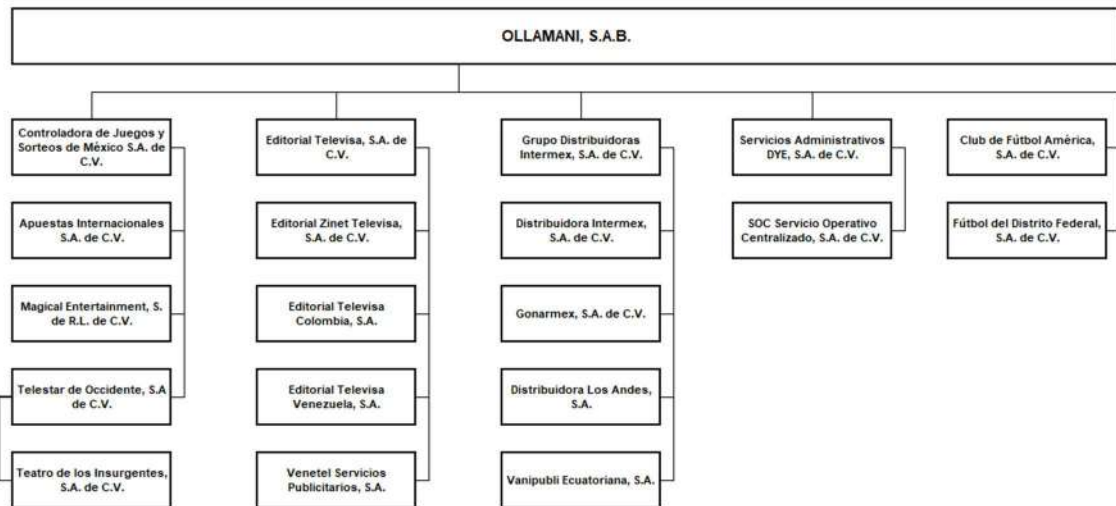 OLLAMANI, S.A.B.
Controladora de Juegos y
Sorteos de México S.A. de
C.V.
Editorial Televisa, S.A. de
C.V.
Grupo Distribuidoras
Intermex, S.A. de C.V.
Servicios Administrativos
DYE, S.A. de C.V.
Club de Fútbol América,
S.A. de C.V.
Apuestas Internacionales
S.A. de C.V.
Editorial Zinet Televisa,
S.A. de C.V.
Distribuidora Intermex,
S.A. de C.V.
SOC Servicio Operativo
Centralizado, S.A. de C.V.
Fútbol del Distrito Federal,
S.A. de C.V.
Magical Entertainment, S.
de R.L. de C.V.
Editorial Televisa
Colombia, S.A.
Gonarmex, S.A. de C.V.
Telestar de Occidente, S.A
de C.V.
Editorial Televisa
Venezuela, S.A.
Distribuidora Los Andes,
S.A.
Teatro de los Insurgentes,
S.A. de C.V.
Venetel Servicios
Publicitarios, S.A.
Vanipubli Ecuatoriana, S.A.